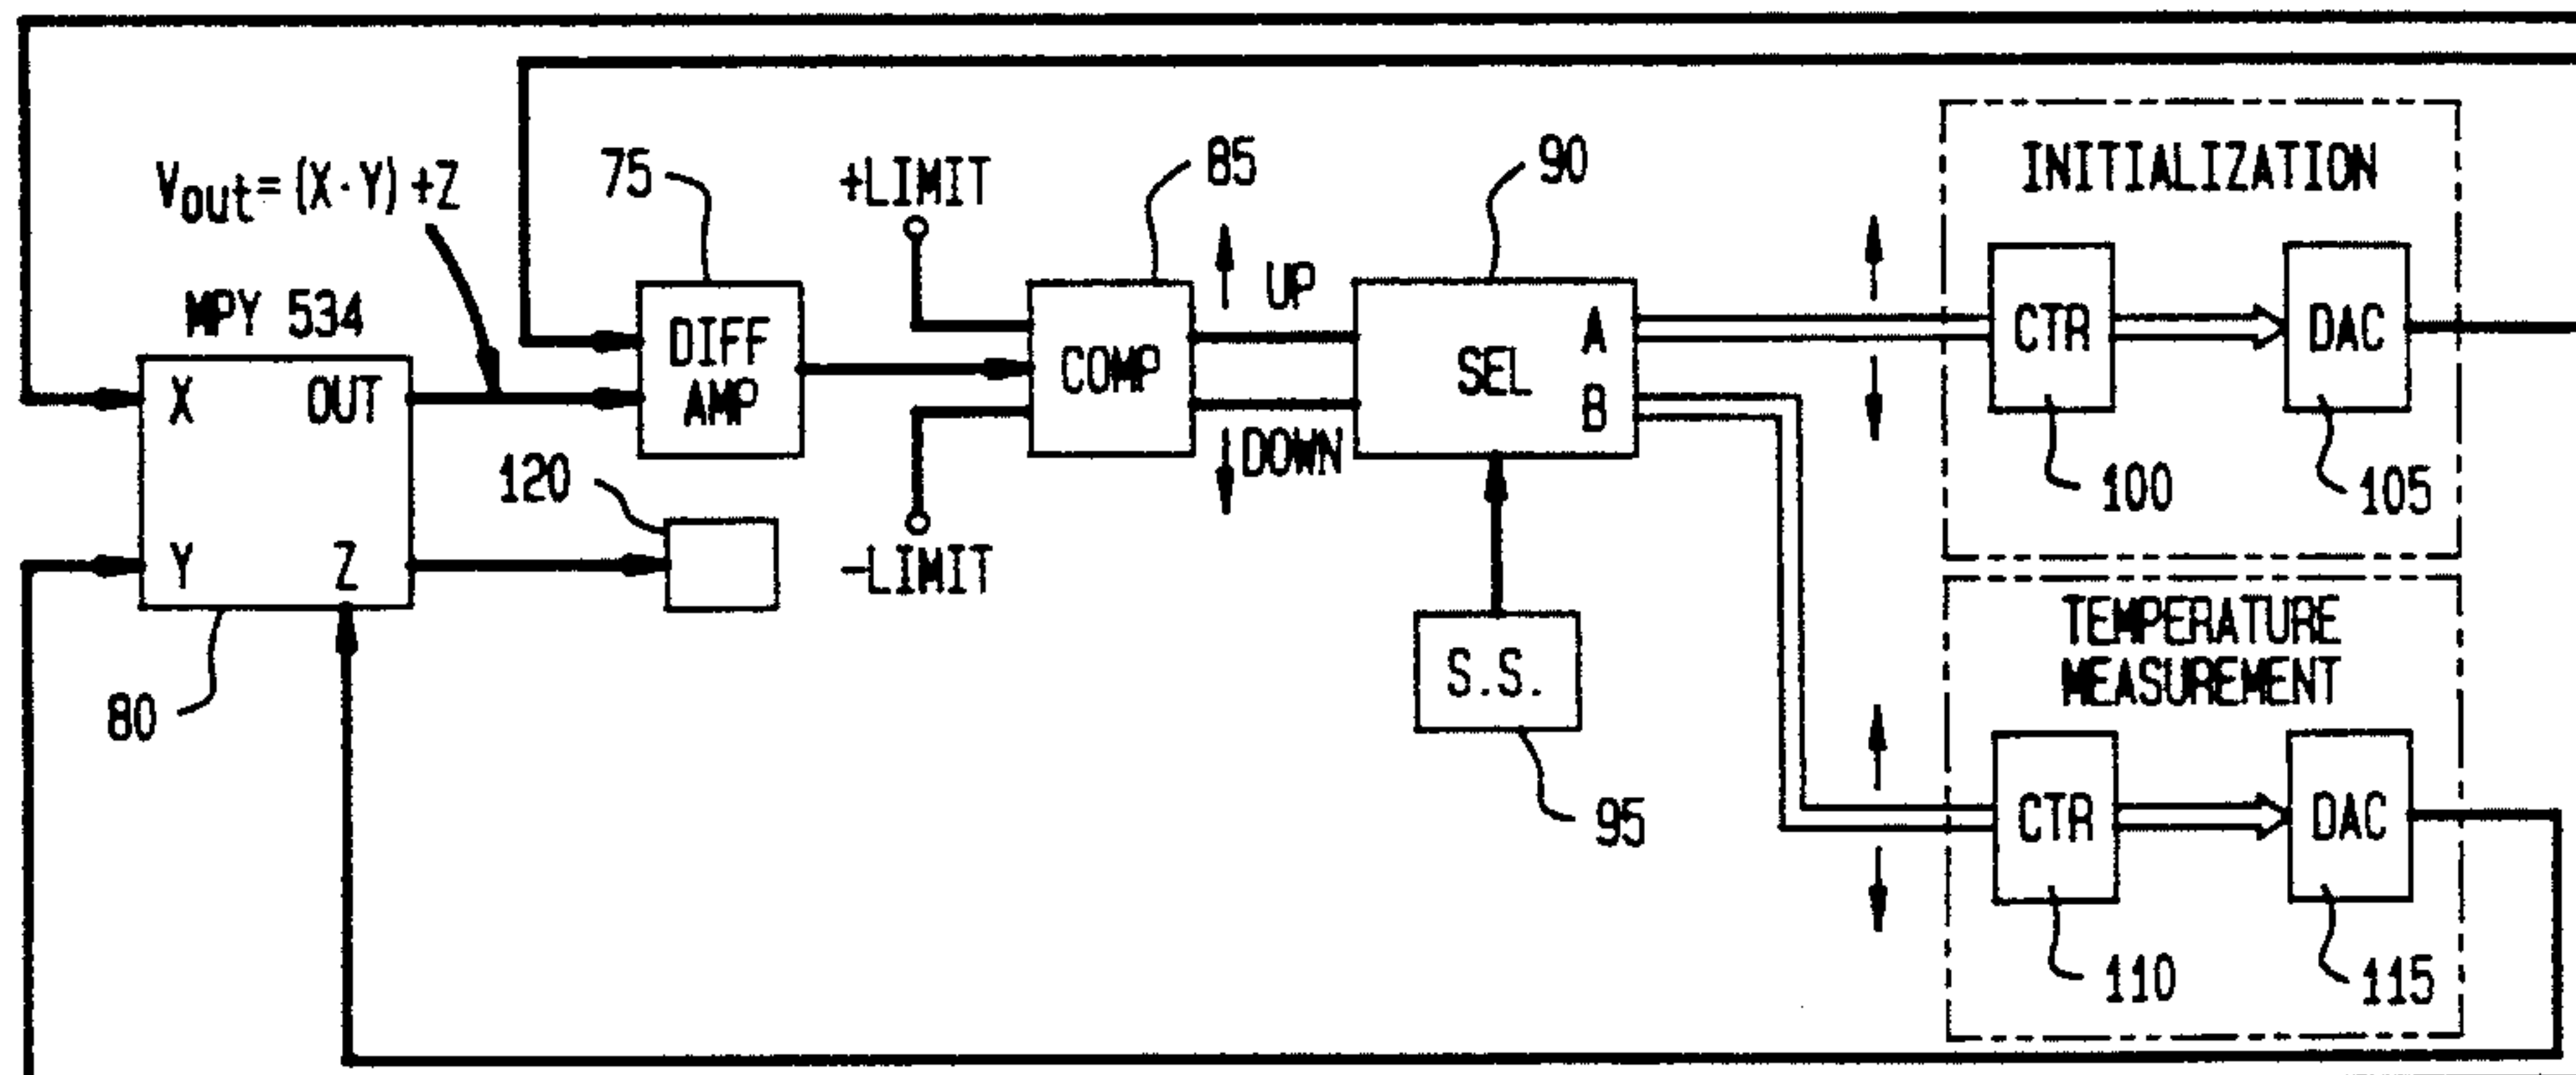 V_out = (X · Y) + Z
MPY 534
X
OUT
Y
Z
80
75
DIFF
AMP
120
+LIMIT
-LIMIT
85
COMP
UP
DOWN
90
SEL
A
B
S.S.
95
INITIALIZATION
CTR
DAC
100
105
TEMPERATURE
MEASUREMENT
CTR
DAC
110
115